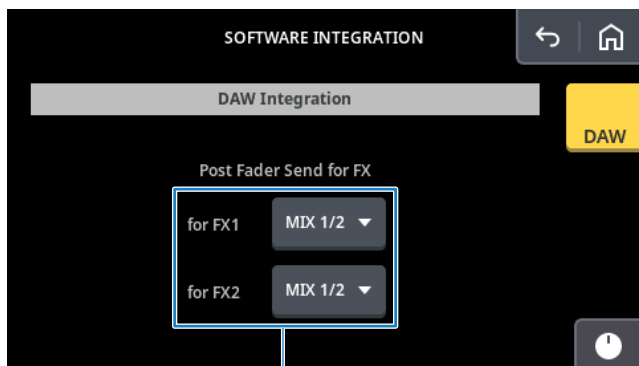 SOFTWARE INTEGRATION
DAW Integration
DAW
Post Fader Send for FX
for FX1 MIX 1/2
for FX2 MIX 1/2